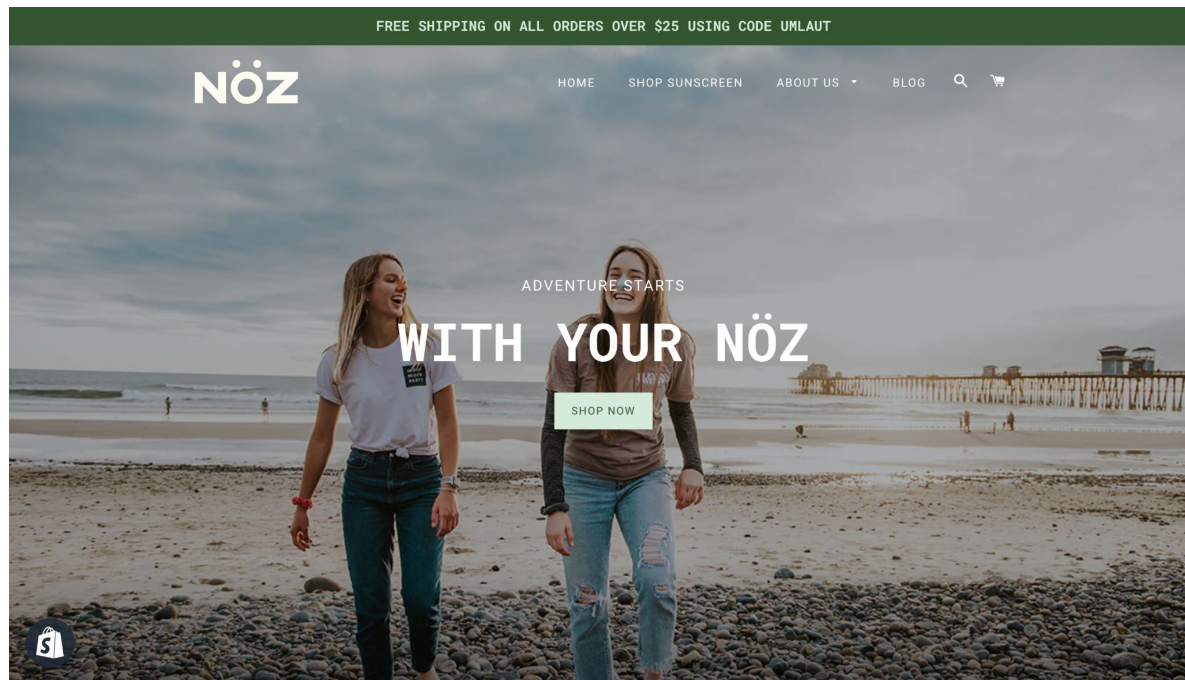 FREE SHIPPING ON ALL ORDERS OVER $25 USING CODE UMLAUT
NÖZ
HOME SHOP SUNSCREEN ABOUT US BLOG
ADVENTURE STARTS
WITH YOUR NÖZ
SHOP NOW